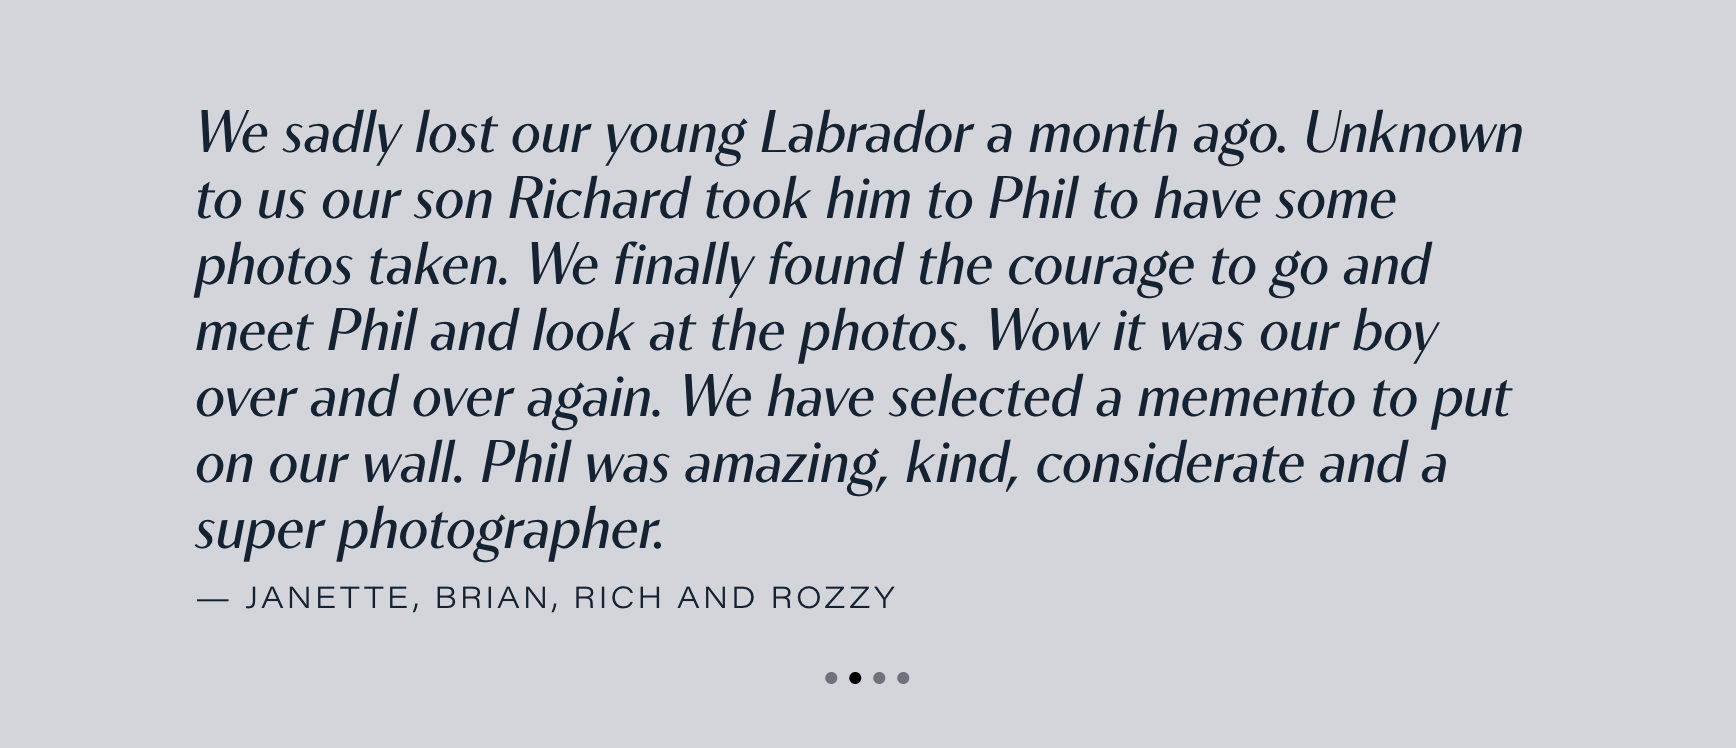 We sadly lost our young Labrador a month ago. Unknown
to us our son Richard took him to Phil to have some
photos taken. We finally found the courage to go and
meet Phil and look at the photos. Wow it was our boy
over and over again. We have selected a memento to put
on our wall. Phil was amazing, kind, considerate and a
super photographer.
— JANETTE, BRIAN, RICH AND ROZZY